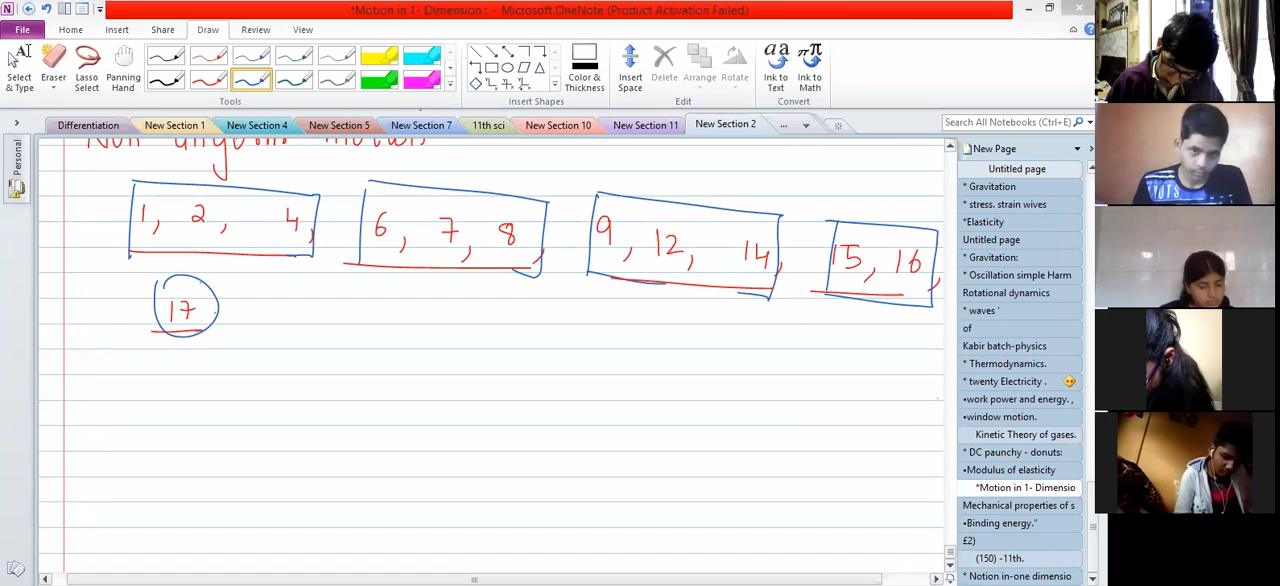 *Motion in 1- Dimension : - Microsoft OneNote (Product Activation Failed)
File Home Insert Share Draw Review View
Select & Type Eraser Lasso Select Panning Hand Color & Thickness Insert Space Delete Arrange Rotate Ink to Text Ink to Math
Tools Insert Shapes Edit Convert
Differentiation New Section 1 New Section 4 New Section 5 New Section 7 11th sci New Section 10 New Section 11 New Section 2 ... Search All Notebooks (Ctrl+E)
Personal
1, 2, 4, 6, 7, 8, 9, 12, 14, 15, 16,
17
New Page
Untitled page
* Gravitation
* stress. strain wives
*Elasticity
Untitled page
* Gravitation:
* Oscillation simple Harm
Rotational dynamics
* waves '
of
Kabir batch-physics
* Thermodynamics.
* twenty Electricity .
•work power and energy. ,
•window motion.
Kinetic Theory of gases.
* DC paunchy - donuts:
•Modulus of elasticity
*Motion in 1- Dimensio
Mechanical properties of s
•Binding energy."
£2)
(150) -11th.
* Notion in-one dimensio